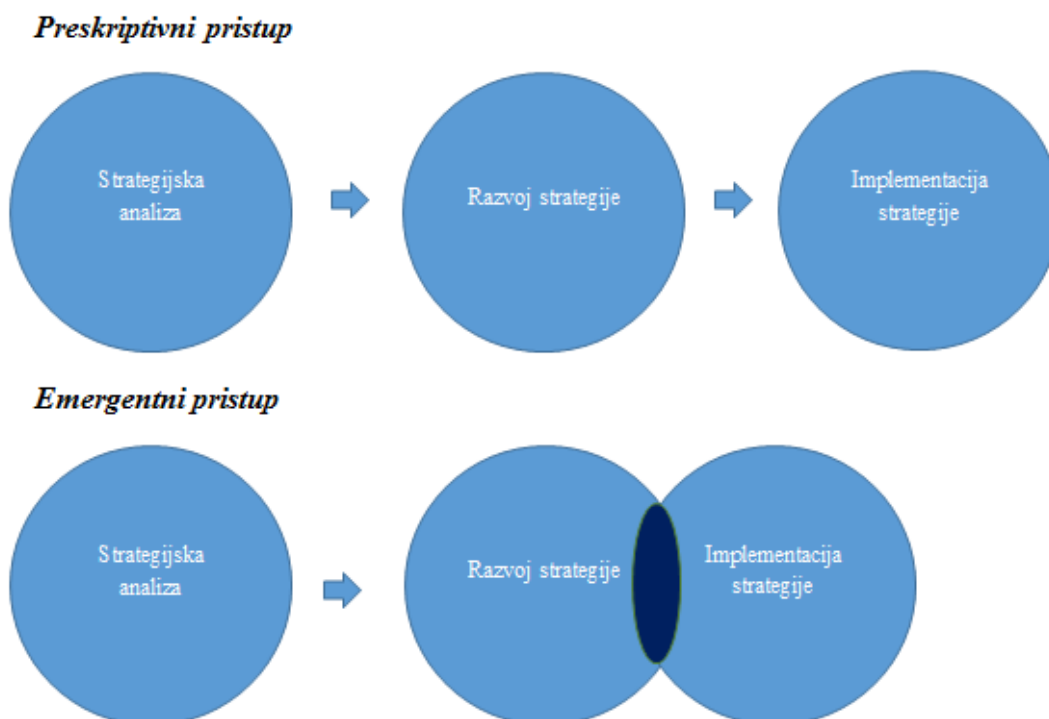 Preskriptivni pristup
Strategijska
analiza
Razvoj strategije
Implementacija
strategije
Emergentni pristup
Strategijska
analiza
Razvoj strategije
Implementacija
strategije